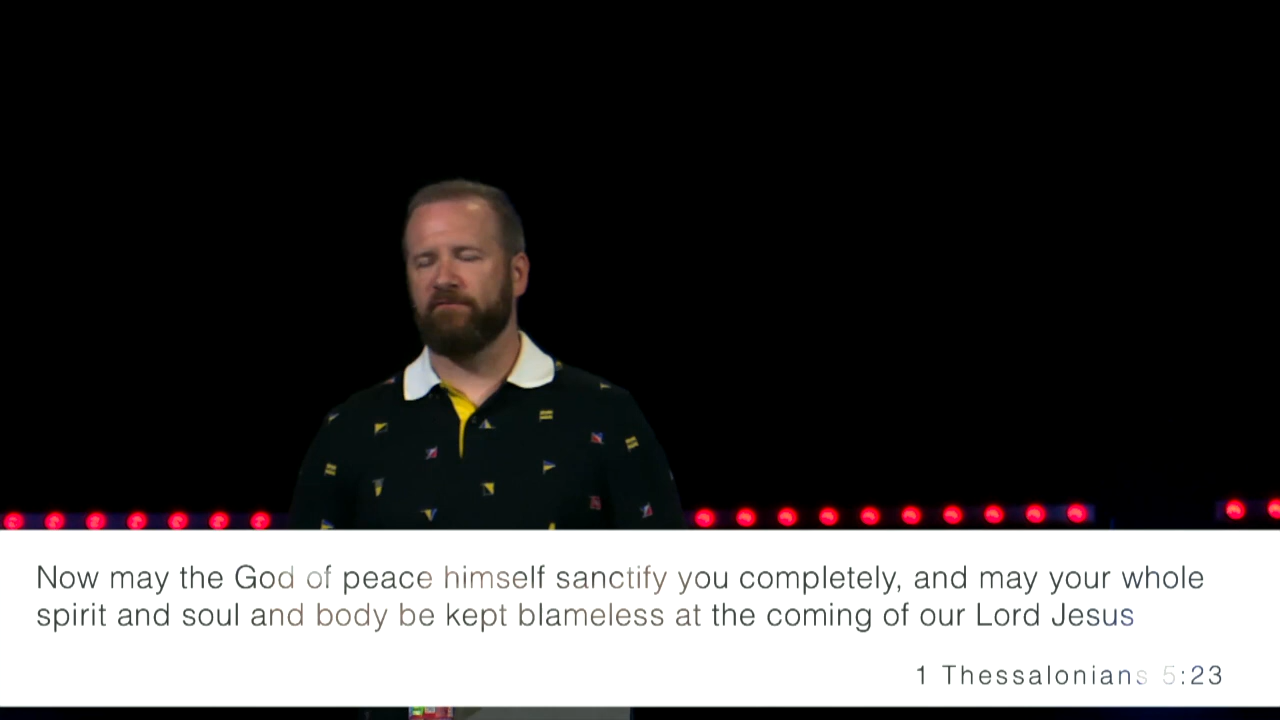 Now may the God of peace himself sanctify you completely, and may your whole
spirit and soul and body be kept blameless at the coming of our Lord Jesus
1 Thessalonians 5:23